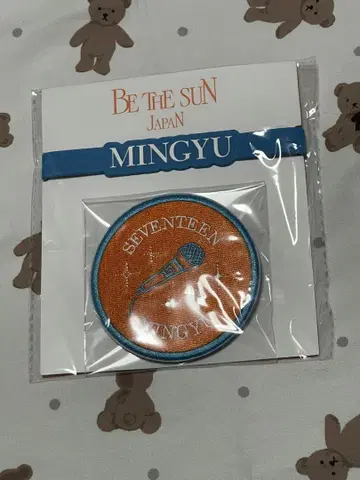 BE THE SUN
JAPAN
MINGYU
SEVENTEEN
MINGYU